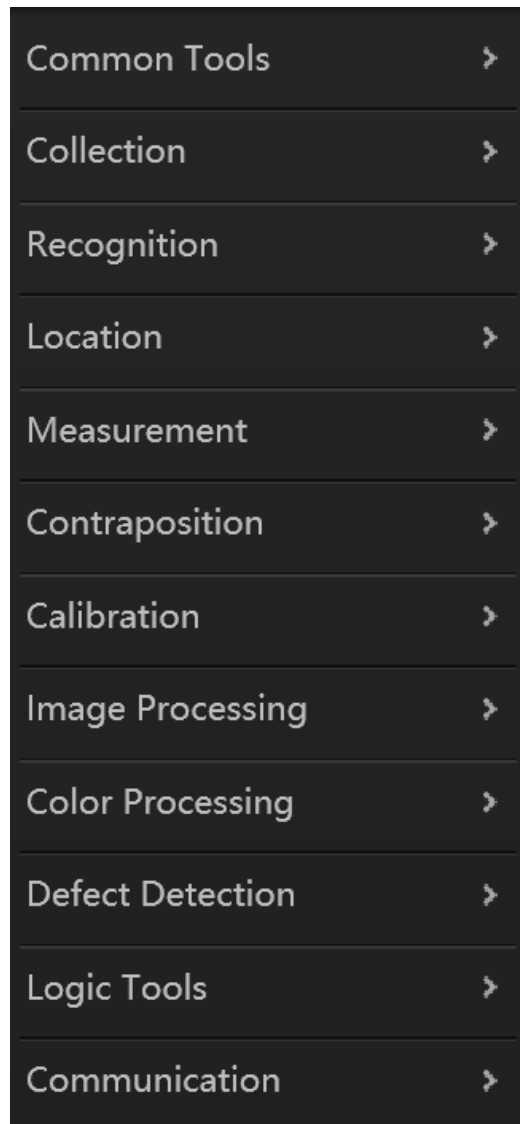 Common Tools
Collection
Recognition
Location
Measurement
Contraposition
Calibration
Image Processing
Color Processing
Defect Detection
Logic Tools
Communication